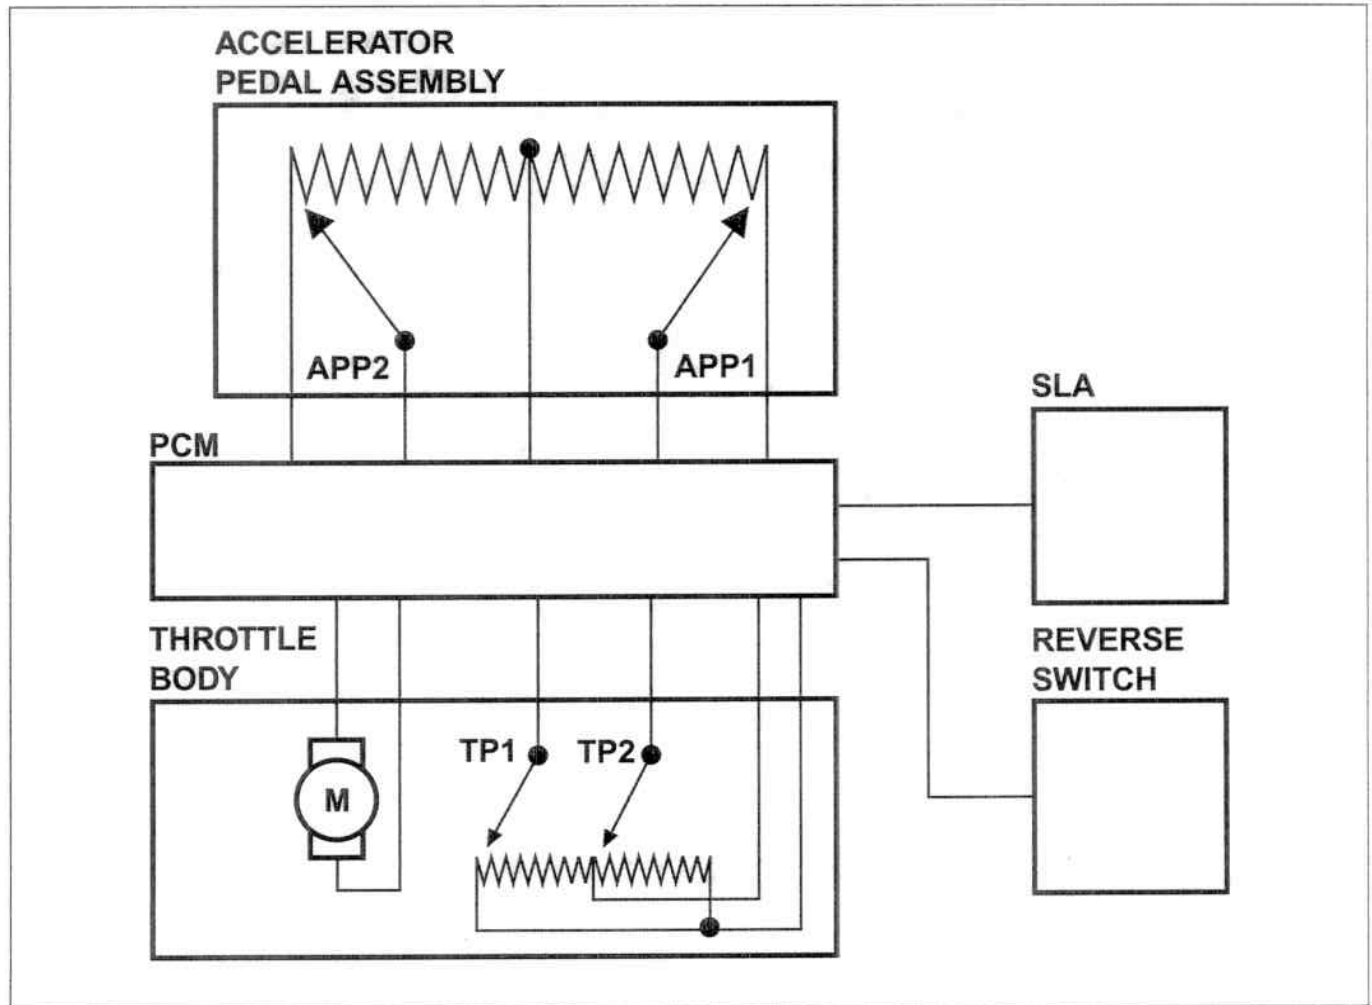 ACCELERATOR
PEDAL ASSEMBLY
APP2
APP1
SLA
PCM
THROTTLE
BODY
REVERSE
SWITCH
TP1
TP2
M